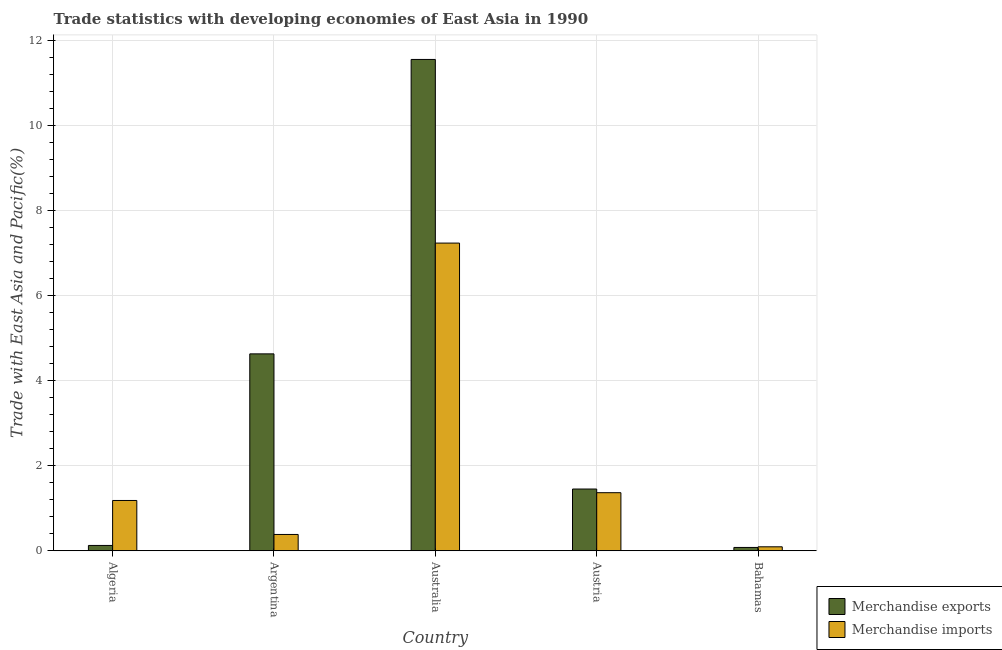 Trade statistics with developing economies of East Asia in 1990
Trade with East Asia and Pacific(%)
12
10
8
6
4
2
0
Algeria
Argentina
Australia
Austria
Bahamas
Country
Merchandise exports
Merchandise imports